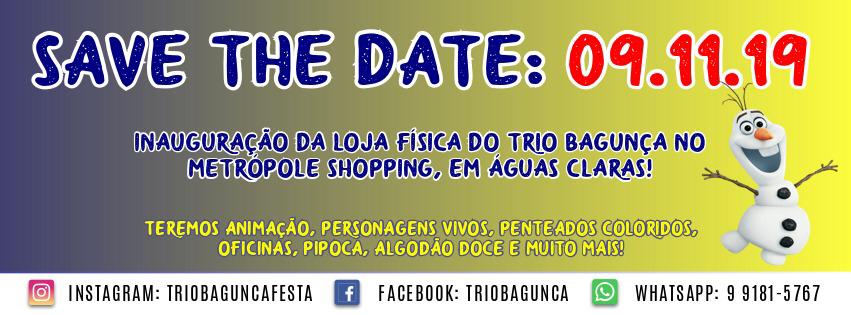 SAVE THE DATE: 09.11.19
INAUGURAÇÃO DA LOJA FÍSICA DO TRIO BAGUNÇA NO
METRÓPOLE SHOPPING, EM ÁGUAS CLARAS!
TEREMOS ANIMAÇÃO, PERSONAGENS VIVOS, PENTEADOS COLORIDOS,
OFICINAS, PIPOCA, ALGODÃO DOCE E MUITO MAIS!
INSTAGRAM: TRIOBAGUNCAFESTA FACEBOOK: TRIOBAGUNCA WHATSAPP: 9 9181-5767